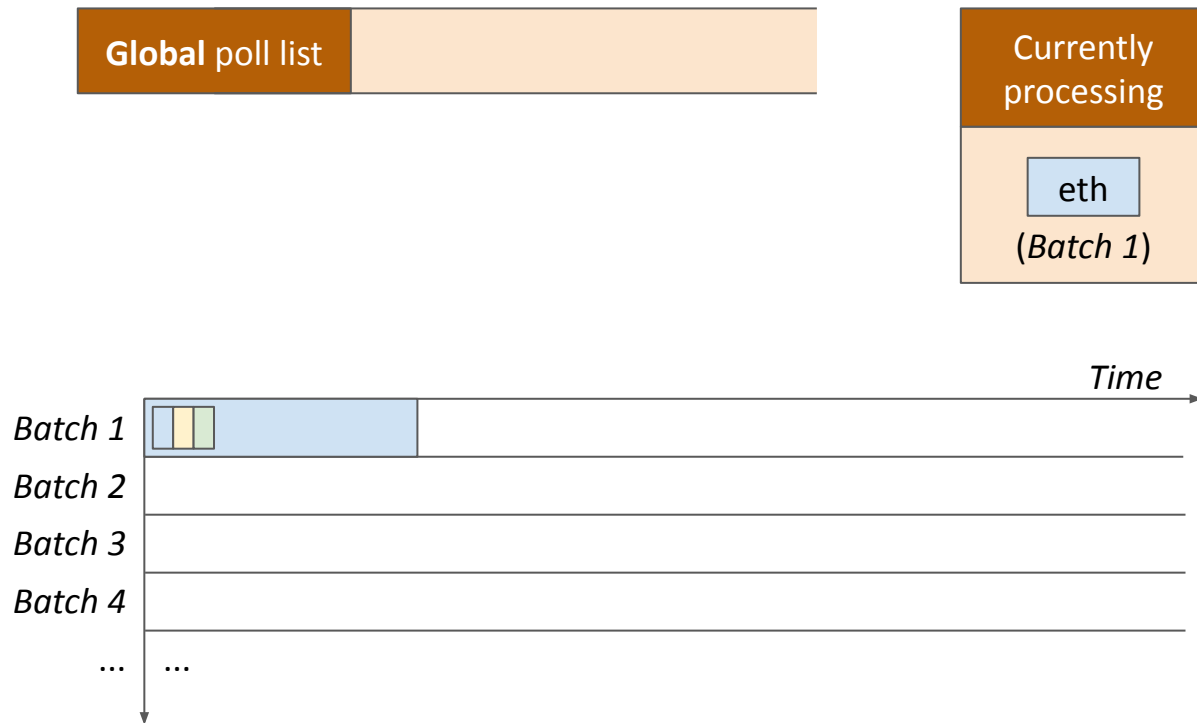 Global poll list
Currently
processing
eth
(Batch 1)
Time
Batch 1
Batch 2
Batch 3
Batch 4
... ...